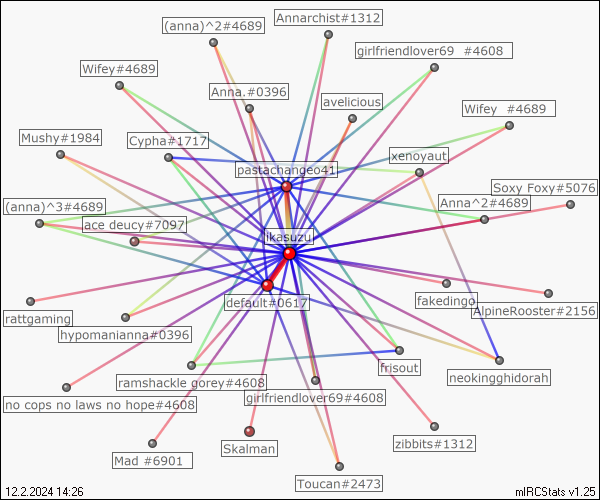 Annarchist#1312
(anna)^2#4689
girlfriendlover69 #4608
Wifey#4689
Anna.#0396
avelicious
Wifey #4689
Mushy#1984
Cypha#1717
xenoyaut
pastachangeo41
Soxy Foxy#5076
(anna)^3#4689
Anna^2#4689
ace deucy#7097
ikasuzu
default#0617
fakedingo
AlpineRooster#2156
rattgaming
hypomanianna#0396
frisout
neokingghidorah
ramshackle gorey#4608
girlfriendlover69#4608
no cops no laws no hope#4608
zibbits#1312
Skalman
Mad #6901
Toucan#2473
12.2.2024 14:26
mIRCStats v1.25